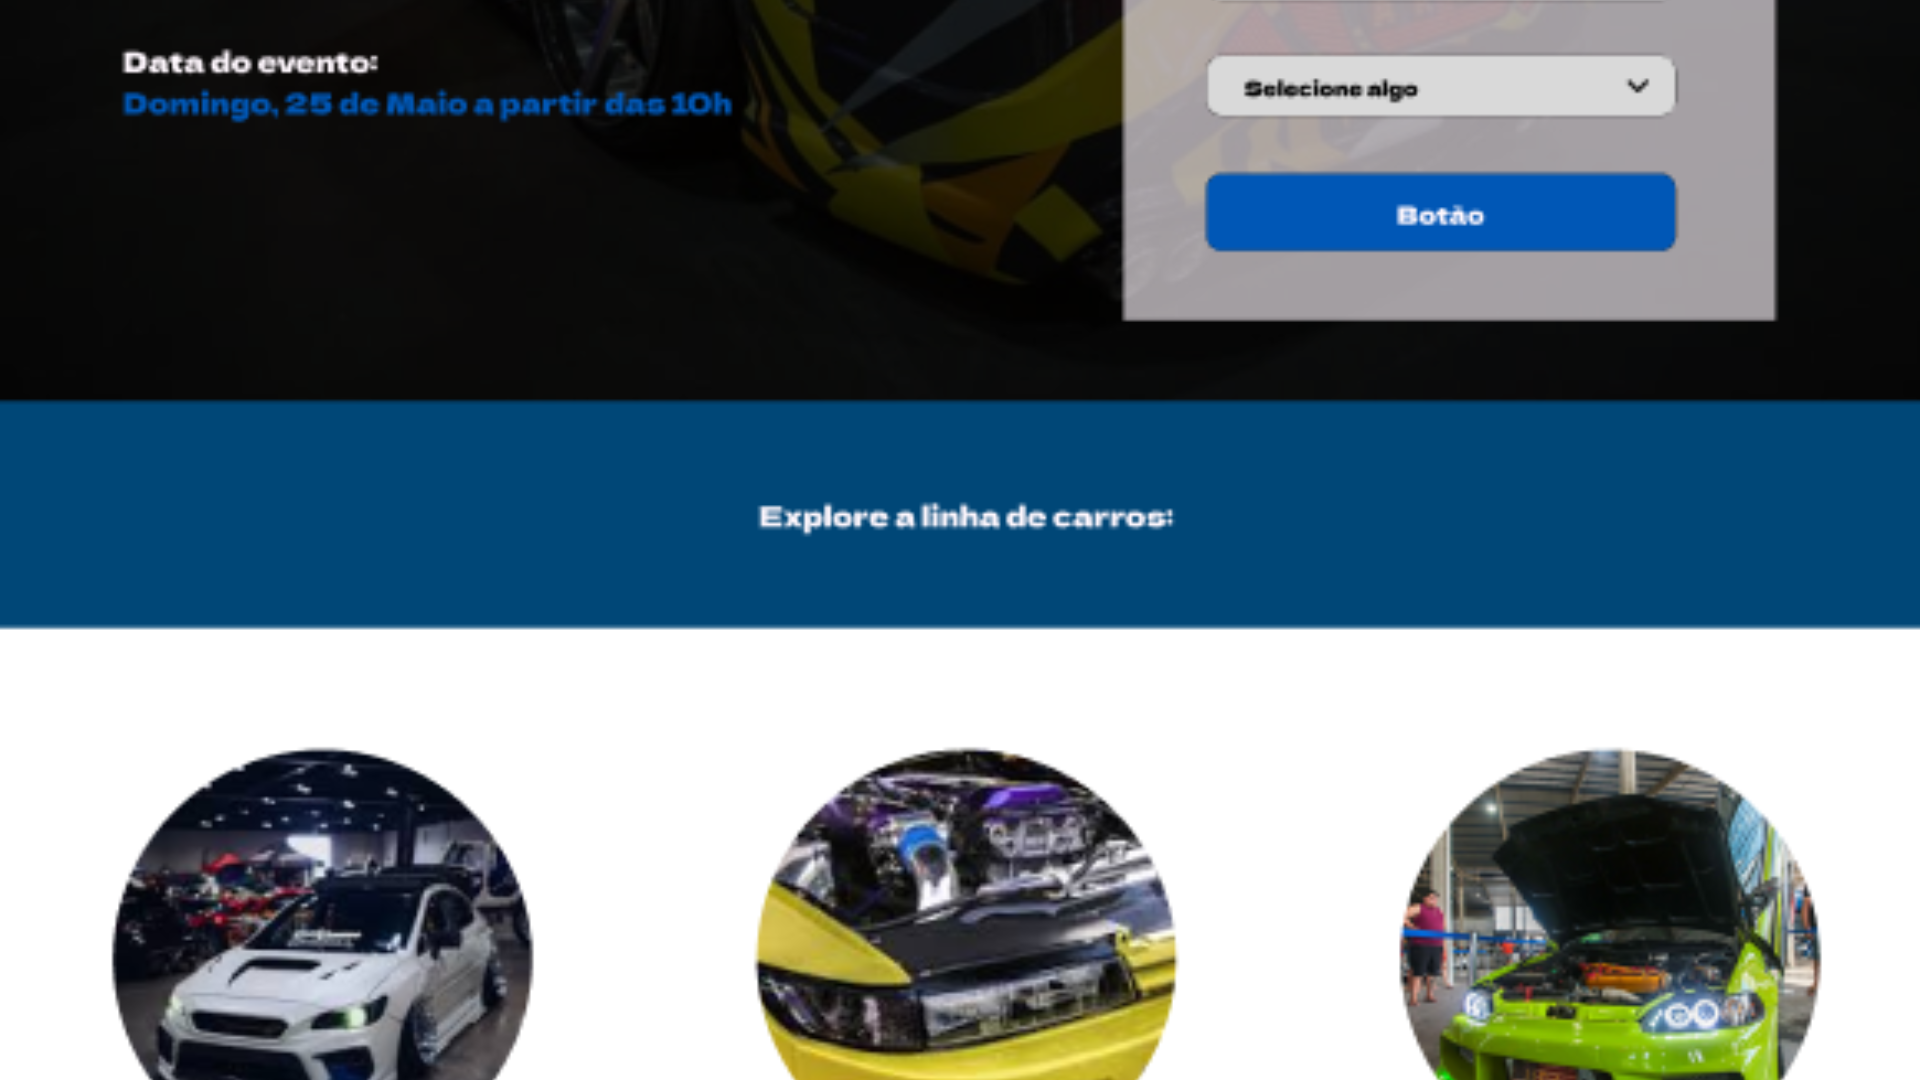 Data do evento:
Domingo, 25 de Maio a partir das 10h
Selecione algo
Botão
Explore a linha de carros: